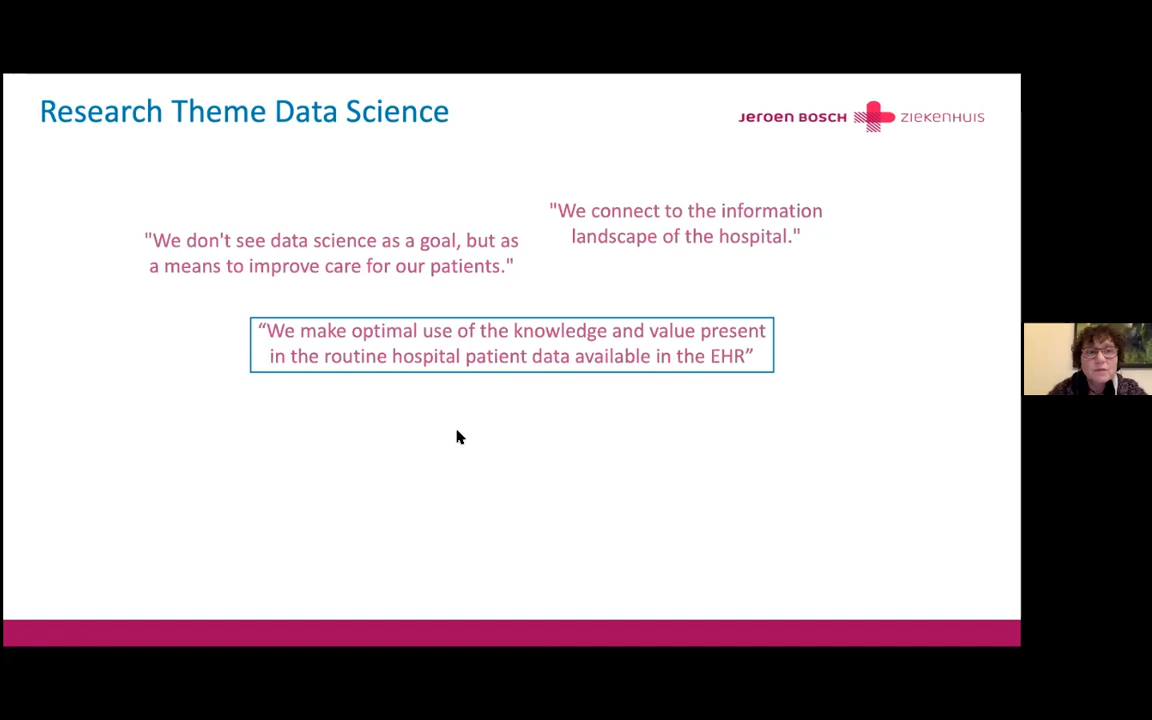 Research Theme Data Science
Jeroen Bosch ZIEKENHUIS
"We connect to the information
landscape of the hospital."
"We don't see data science as a goal, but as
a means to improve care for our patients."
“We make optimal use of the knowledge and value present
in the routine hospital patient data available in the EHR”